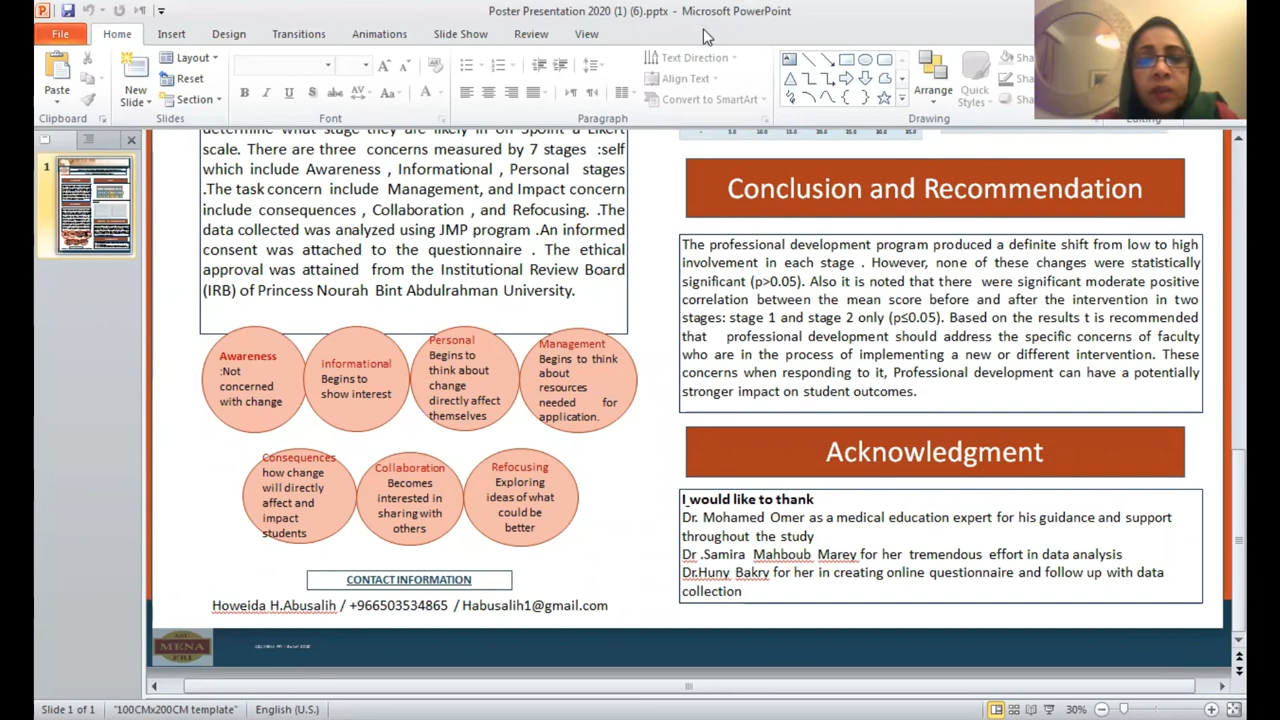 Poster Presentation 2020 (1) (6).pptx - Microsoft PowerPoint
File
Home
Insert
Design
Transitions
Animations
Slide Show
Review
View
Paste
New
Slide
Layout
Reset
Section
Text Direction
Align Text
Convert to SmartArt
Arrange
Quick
Styles
Sha
Sha
Clipboard
Slides
Font
Paragraph
Drawing
Editing
1
determine what stage they are likely in on 5point a Likert
scale. There are three concerns measured by 7 stages :self
which include Awareness , Informational , Personal stages
.The task concern include Management, and Impact concern
include consequences , Collaboration , and Refocusing. .The
data collected was analyzed using JMP program .An informed
consent was attached to the questionnaire . The ethical
approval was attained from the Institutional Review Board
(IRB) of Princess Nourah Bint Abdulrahman University.
Awareness
:Not
concerned
with change
Informational
Begins to
show interest
Personal
Begins to
think about
change
directly affect
themselves
Management
Begins to think
about
resources
needed for
application.
Consequences
how change
will directly
affect and
impact
students
Collaboration
Becomes
interested in
sharing with
others
Refocusing
Exploring
ideas of what
could be
better
CONTACT INFORMATION
Howeida H.Abusalih / +966503534865 / Habusalih1@gmail.com
Conclusion and Recommendation
The professional development program produced a definite shift from low to high
involvement in each stage . However, none of these changes were statistically
significant (p>0.05). Also it is noted that there were significant moderate positive
correlation between the mean score before and after the intervention in two
stages: stage 1 and stage 2 only (p≤0.05). Based on the results t is recommended
that professional development should address the specific concerns of faculty
who are in the process of implementing a new or different intervention. These
concerns when responding to it, Professional development can have a potentially
stronger impact on student outcomes.
Acknowledgment
I would like to thank
Dr. Mohamed Omer as a medical education expert for his guidance and support
throughout the study
Dr .Samira Mahboub Marey for her tremendous effort in data analysis
Dr.Huny Bakry for her in creating online questionnaire and follow up with data
collection
MENA
FRI
Slide 1 of 1
"100CMx200CM template"
English (U.S.)
30%